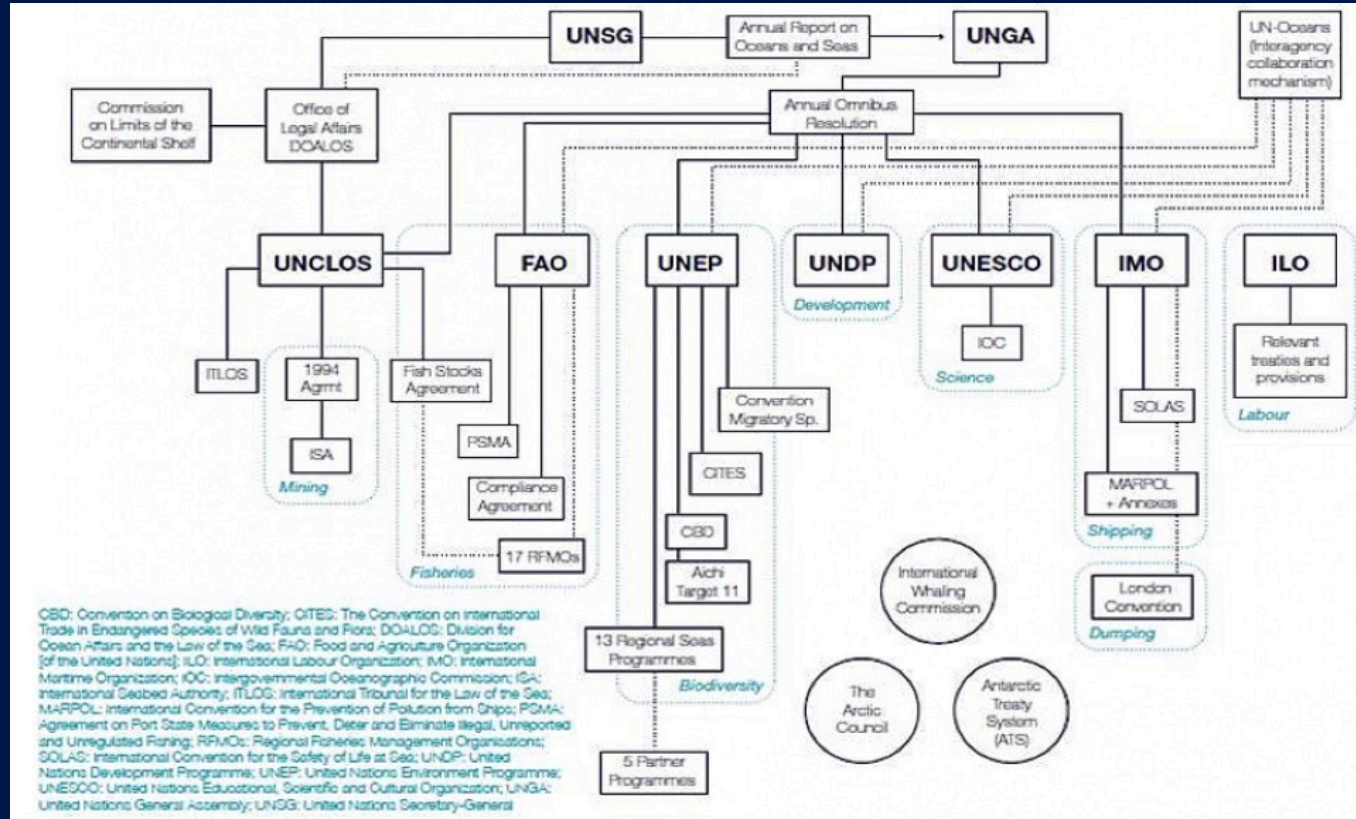 UNSG
Annual Report on
Oceans and Seas
UNGA
UN-Oceans
(Interagency
collaboration
mechanism)
Commission
on Limits of the
Continental Shelf
Office of
Legal Affairs
DOALOS
Annual Omnibus
Resolution
UNCLOS
FAO
UNEP
UNDP
UNESCO
IMO
ILO
Development
ITLOS
1994
Agrmt
ISA
Mining
Fish Stocks
Agreement
PSMA
Compliance
Agreement
17 RFMOs
Fisheries
Convention
Migratory Sp.
CITES
CBD
Aichi
Target 11
13 Regional Seas
Programmes
Biodiversity
5 Partner
Programmes
IOC
Science
SOLAS
MARPOL
+ Annexes
Shipping
London
Convention
Dumping
Relevant
treaties and
provisions
Labour
International
Whaling
Commission
The
Arctic
Council
Antarctic
Treaty
System
(ATS)
CBD: Convention on Biological Diversity; CITES: The Convention on International
Trade in Endangered Species of Wild Fauna and Flora; DOALOS: Division for
Ocean Affairs and the Law of the Sea; FAO: Food and Agriculture Organization
[of the United Nations]; ILO: International Labour Organization; IMO: International
Maritime Organization; IOC: Intergovernmental Oceanographic Commission; ISA:
International Seabed Authority; ITLOS: International Tribunal for the Law of the Sea;
MARPOL: International Convention for the Prevention of Pollution from Ships; PSMA:
Agreement on Port State Measures to Prevent, Deter and Eliminate Illegal, Unreported
and Unregulated Fishing; RFMOs: Regional Fisheries Management Organisations;
SOLAS: International Convention for the Safety of Life at Sea; UNDP: United
Nations Development Programme; UNEP: United Nations Environment Programme;
UNESCO: United Nations Educational, Scientific and Cultural Organization; UNGA:
United Nations General Assembly; UNSG: United Nations Secretary-General